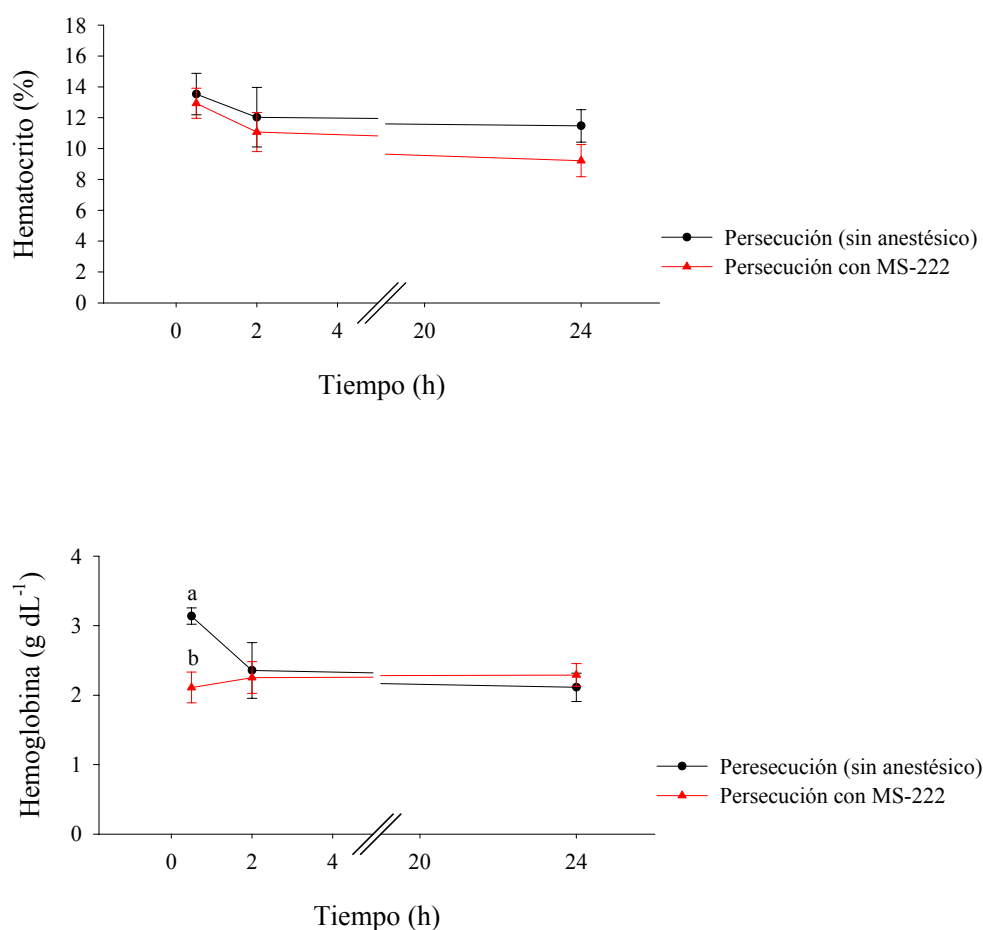 Hematocrito (%)
18
16
14
12
10
8
6
4
2
0
0 2 4 20 24
Tiempo (h)
Persecución (sin anestésico)
Persecución con MS-222
Hemoglobina (g dL-1)
4
3
2
1
0
a
b
0 2 4 20 24
Tiempo (h)
Peresecución (sin anestésico)
Persecución con MS-222